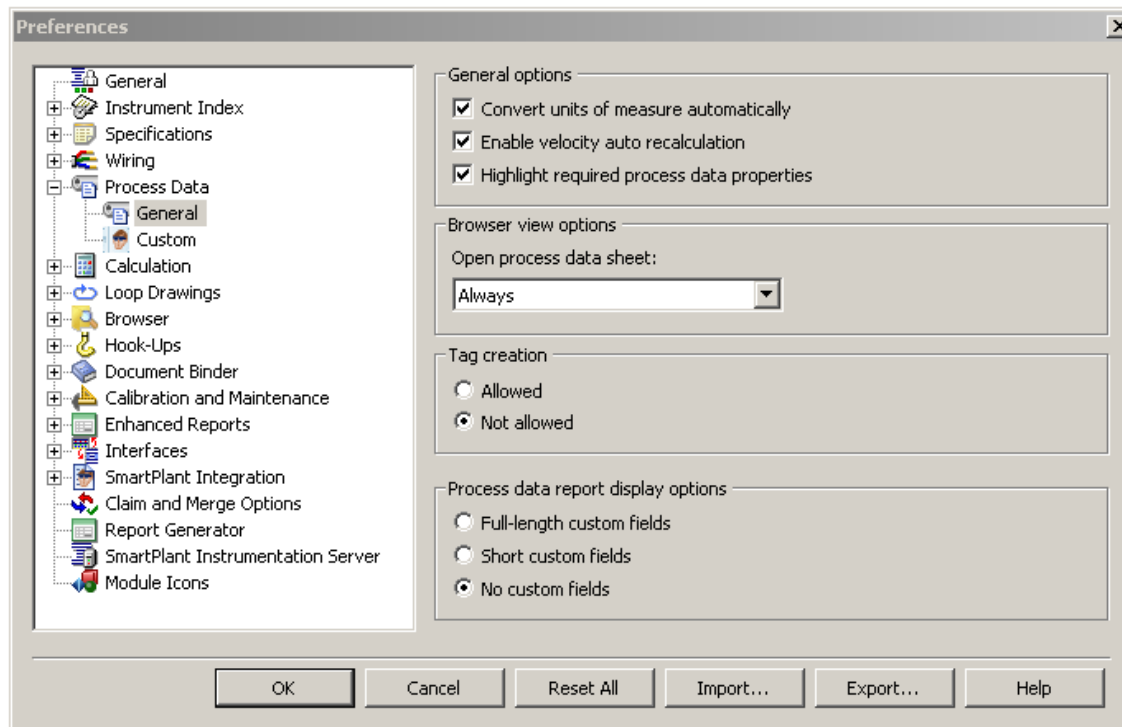 Preferences
General
Instrument Index
Specifications
Wiring
Process Data
General
Custom
Calculation
Loop Drawings
Browser
Hook-Ups
Document Binder
Calibration and Maintenance
Enhanced Reports
Interfaces
SmartPlant Integration
Claim and Merge Options
Report Generator
SmartPlant Instrumentation Server
Module Icons
General options
Convert units of measure automatically
Enable velocity auto recalculation
Highlight required process data properties
Browser view options
Open process data sheet:
Always
Tag creation
Allowed
Not allowed
Process data report display options
Full-length custom fields
Short custom fields
No custom fields
OK Cancel Reset All Import... Export... Help